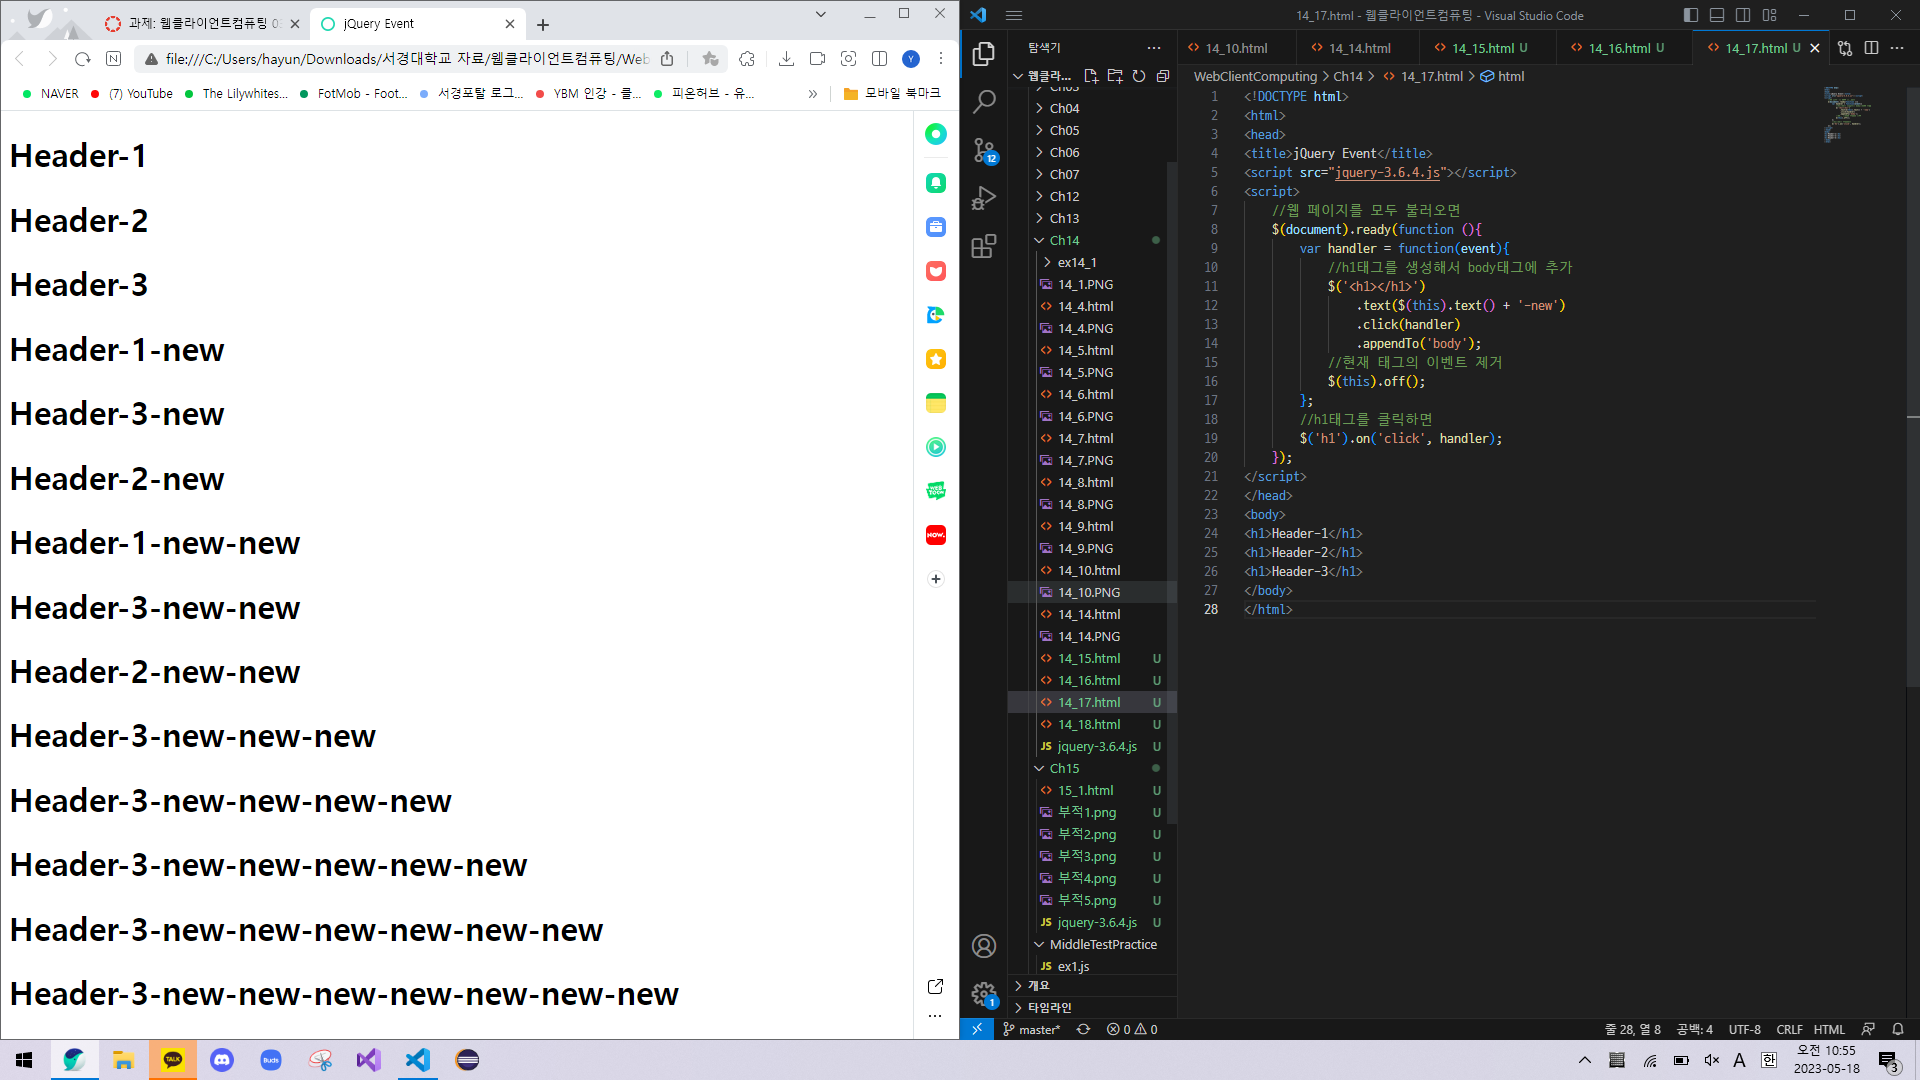 과제: 웹클라이언트컴퓨팅 0
jQuery Event
file:///C:/Users/hayun/Downloads/서경대학교 자료/웹클라이언트컴퓨팅/Web
NAVER
(7) YouTube
The Lilywhites...
FotMob - Foot...
서경포탈 로그...
YBM 인강 - 클...
피온허브 - 유...
»
모바일 북마크
Header-1
Header-2
Header-3
Header-1-new
Header-3-new
Header-2-new
Header-1-new-new
Header-3-new-new
Header-2-new-new
Header-3-new-new-new
Header-3-new-new-new-new
Header-3-new-new-new-new-new
Header-3-new-new-new-new-new-new
Header-3-new-new-new-new-new-new-new
14_17.html - 웹클라이언트컴퓨팅 - Visual Studio Code
탐색기
웹클라...
Ch03
Ch04
Ch05
Ch06
Ch07
Ch12
Ch13
Ch14
ex14_1
14_1.PNG
14_4.html
14_4.PNG
14_5.html
14_5.PNG
14_6.html
14_6.PNG
14_7.html
14_7.PNG
14_8.html
14_8.PNG
14_9.html
14_9.PNG
14_10.html
14_10.PNG
14_14.html
14_14.PNG
14_15.html U
14_16.html U
14_17.html U
14_18.html U
JS jquery-3.6.4.js U
Ch15
15_1.html U
부적1.png U
부적2.png U
부적3.png U
부적4.png U
부적5.png U
JS jquery-3.6.4.js U
MiddleTestPractice
JS ex1.js
개요
타임라인
14_10.html
14_14.html
14_15.html U
14_16.html U
14_17.html U
WebClientComputing > Ch14 > 14_17.html > html
1 <!DOCTYPE html>
2 <html>
3 <head>
4 <title>jQuery Event</title>
5 <script src="jquery-3.6.4.js"></script>
6 <script>
7 //웹 페이지를 모두 불러오면
8 $(document).ready(function (){
9 var handler = function(event){
10 //h1태그를 생성해서 body태그에 추가
11 $('<h1></h1>')
12 .text($(this).text() + '-new')
13 .click(handler)
14 .appendTo('body');
15 //현재 태그의 이벤트 제거
16 $(this).off();
17 };
18 //h1태그를 클릭하면
19 $('h1').on('click', handler);
20 });
21 </script>
22 </head>
23 <body>
24 <h1>Header-1</h1>
25 <h1>Header-2</h1>
26 <h1>Header-3</h1>
27 </body>
28 </html>
12
1
master*
0 0
줄 28, 열 8
공백: 4
UTF-8
CRLF
HTML
TALK
Buds
NOW.
WEB TOON
Y
N
A
한
오전 10:55
2023-05-18
3